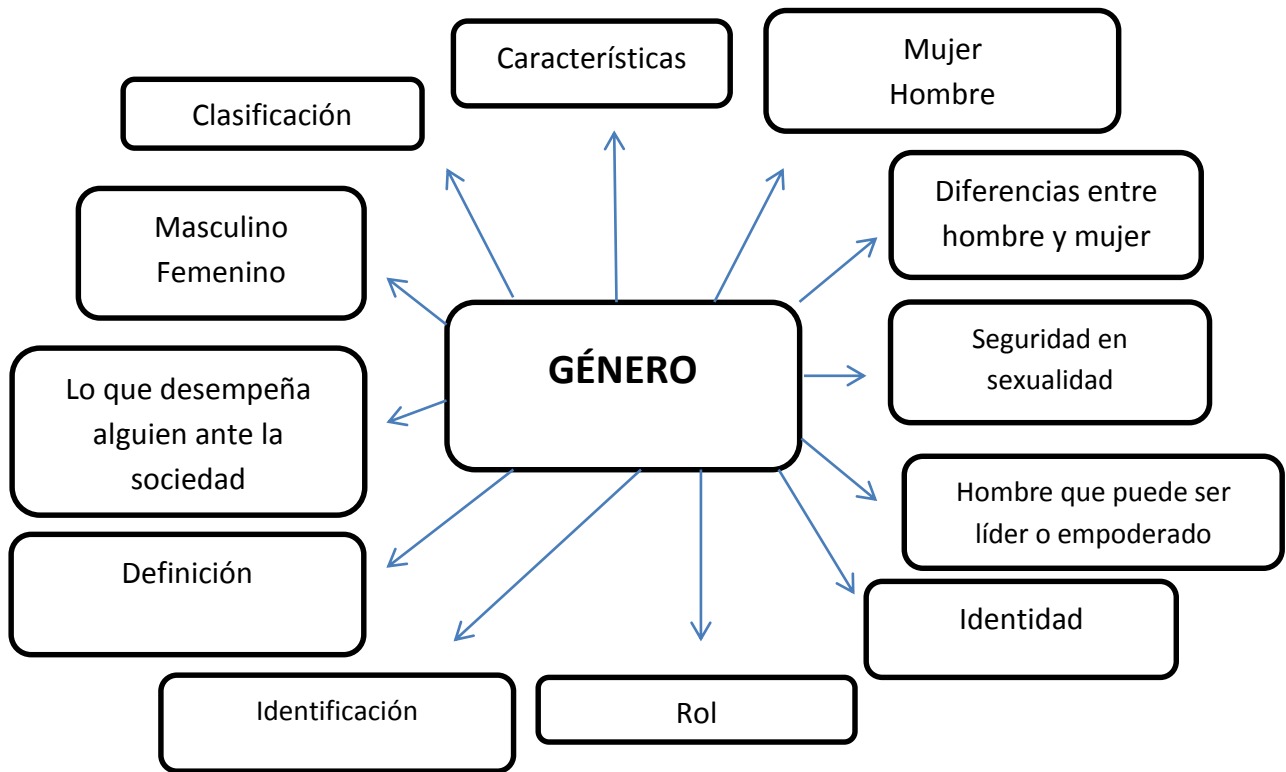 Características
Mujer
Hombre
Clasificación
Diferencias entre
hombre y mujer
Masculino
Femenino
GÉNERO
Seguridad en
sexualidad
Lo que desempeña
alguien ante la
sociedad
Hombre que puede ser
líder o empoderado
Definición
Identidad
Identificación
Rol